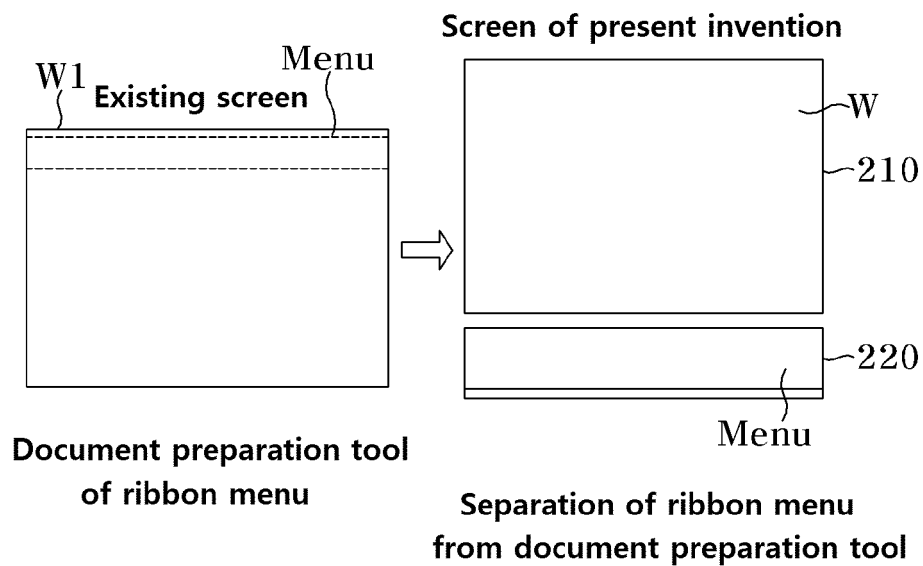 Screen of present invention
Menu
W1
Existing screen
W
210
220
Menu
Document preparation tool
of ribbon menu
Separation of ribbon menu
from document preparation tool